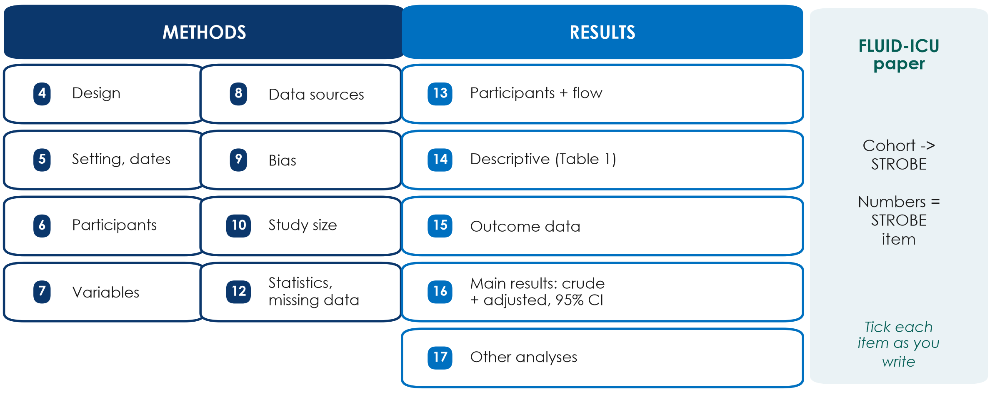 METHODS
4 Design
5 Setting, dates
6 Participants
7 Variables
8 Data sources
9 Bias
10 Study size
12 Statistics,
missing data
RESULTS
13 Participants + flow
14 Descriptive (Table 1)
15 Outcome data
16 Main results: crude
+ adjusted, 95% CI
17 Other analyses
FLUID-ICU
paper
Cohort ->
STROBE
Numbers =
STROBE
item
Tick each
item as you
write